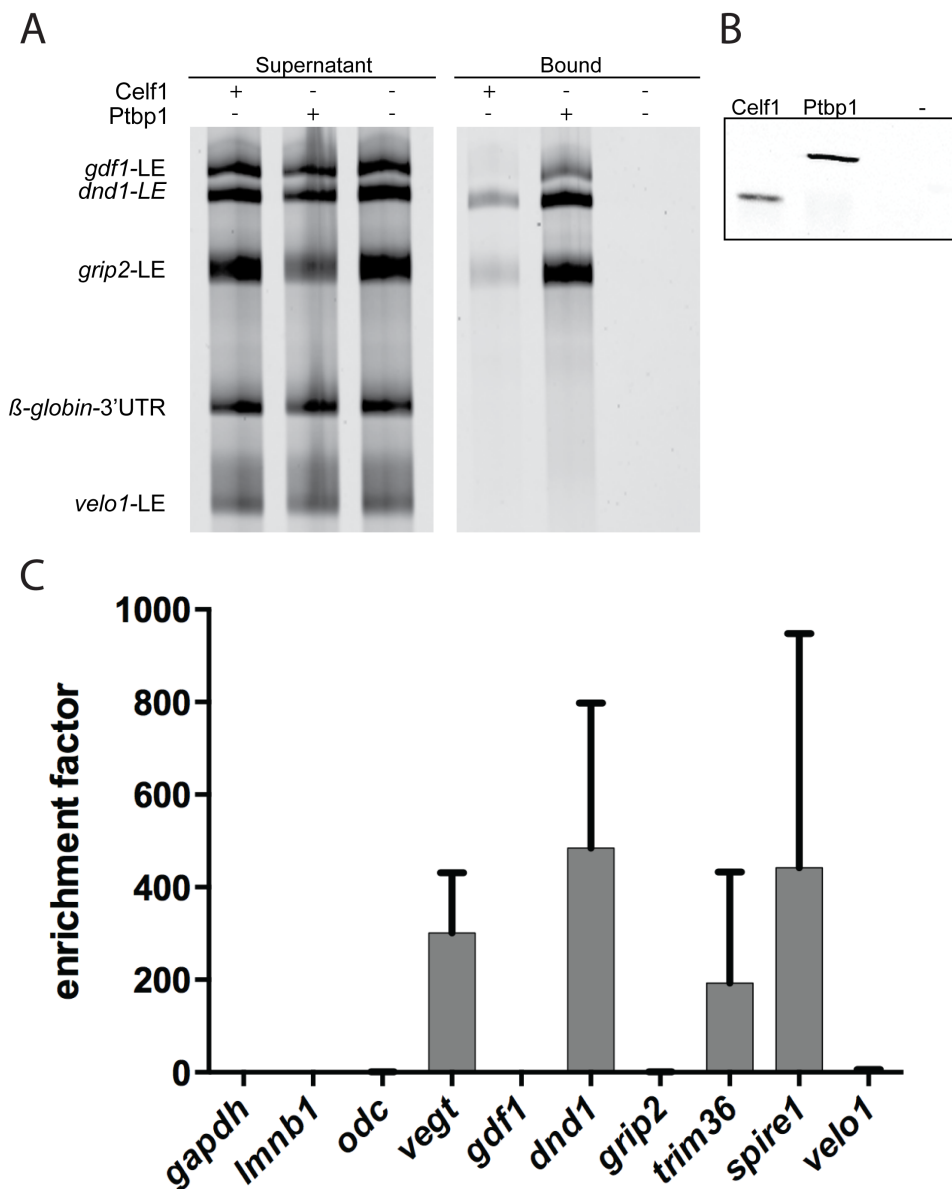 A
Supernatant Bound
Celf1 + - - + - -
Ptbp1 - + - - + -
gdf1-LE
dnd1-LE
grip2-LE
ß-globin-3'UTR
velo1-LE
B
Celf1 Ptbp1 -
C
1000
800
600
400
200
0
enrichment factor
gapdh lmnb1 odc vegt gdf1 dnd1 grip2 trim36 spire1 velo1